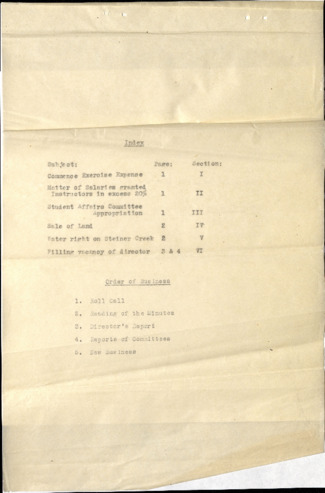 Index
Subject: Page: Section:
Commence Exercise Expense 1 I
Matter of Salaries granted
Instructors in excess 20% 1 II
Student Affairs Committee
Appropriation 1 III
Sale of Land 2 IV
Water right on Steiner Creek 2 V
Filling vacancy of director 3 & 4 VI
Order of Business
1. Roll Call
2. Reading of the Minutes
3. Director's Report
4. Reports of Committees
5. New Business